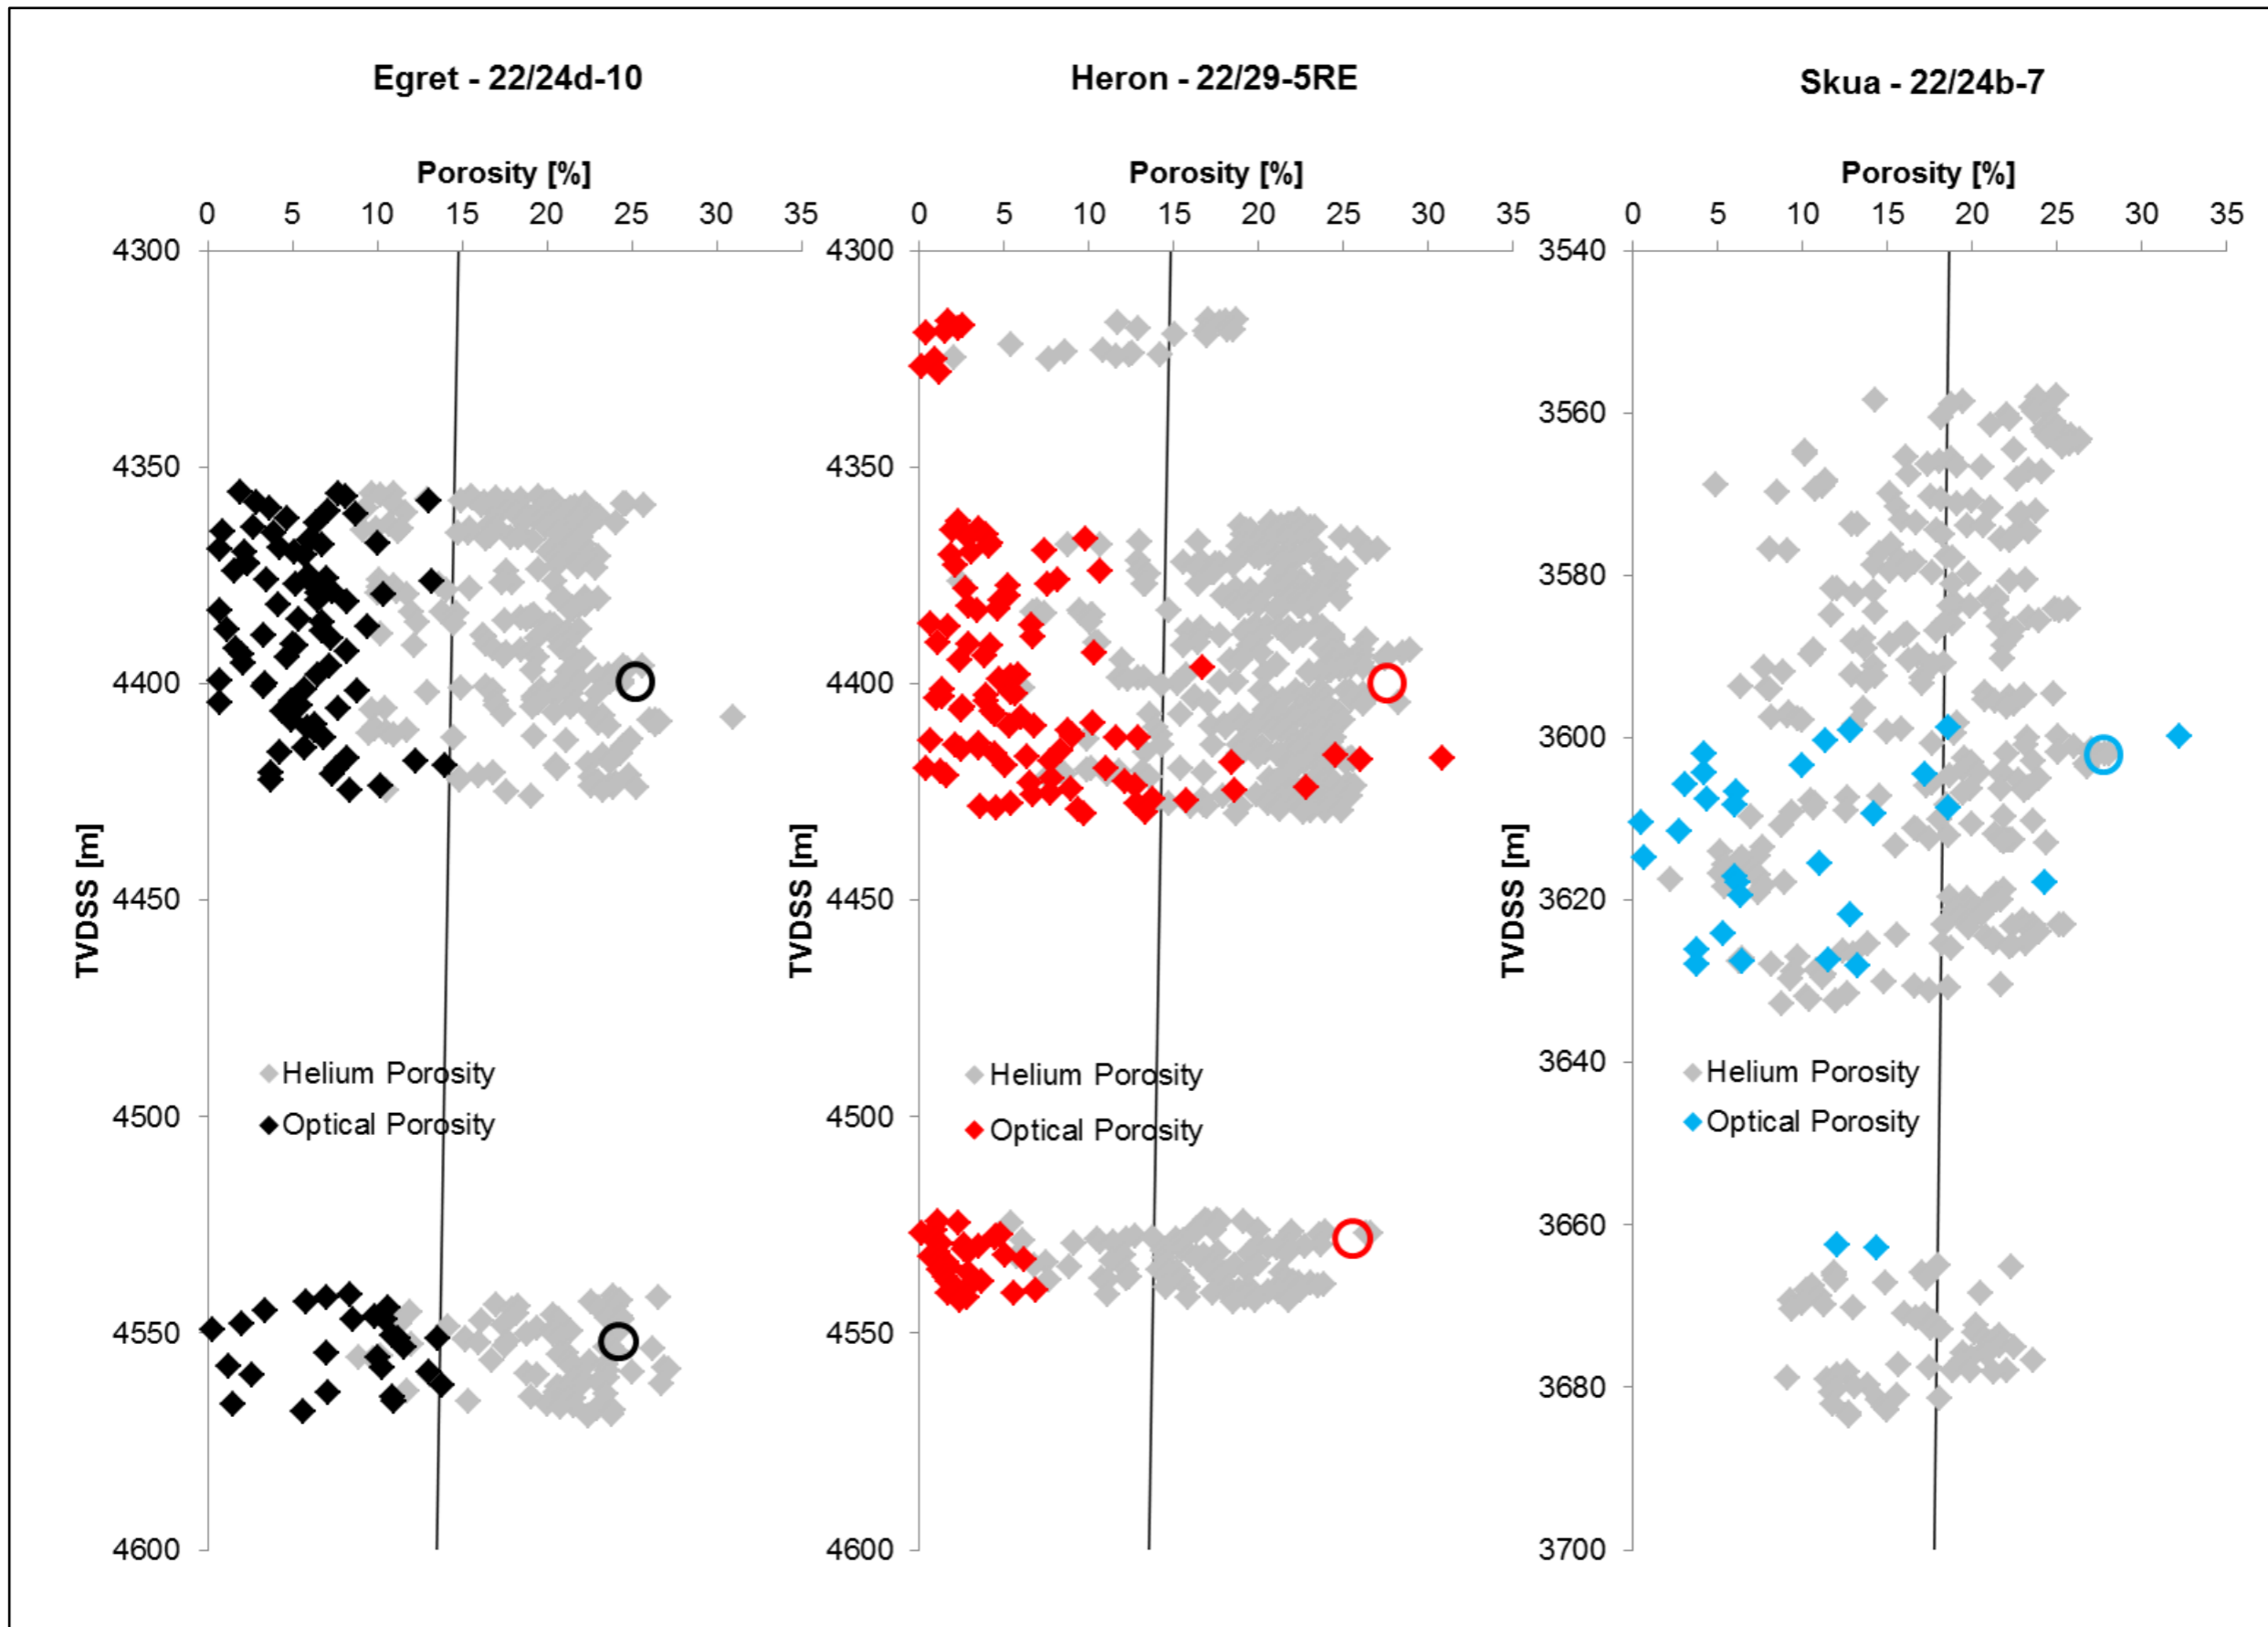 Egret - 22/24d-10
Porosity [%]
0 5 10 15 20 25 30 35
4300
4350
4400
4450
4500
4550
4600
TVDSS [m]
Helium Porosity
Optical Porosity
Heron - 22/29-5RE
Porosity [%]
0 5 10 15 20 25 30 35
4300
4350
4400
4450
4500
4550
4600
TVDSS [m]
Helium Porosity
Optical Porosity
Skua - 22/24b-7
Porosity [%]
0 5 10 15 20 25 30 35
3540
3560
3580
3600
3620
3640
3660
3680
3700
TVDSS [m]
Helium Porosity
Optical Porosity